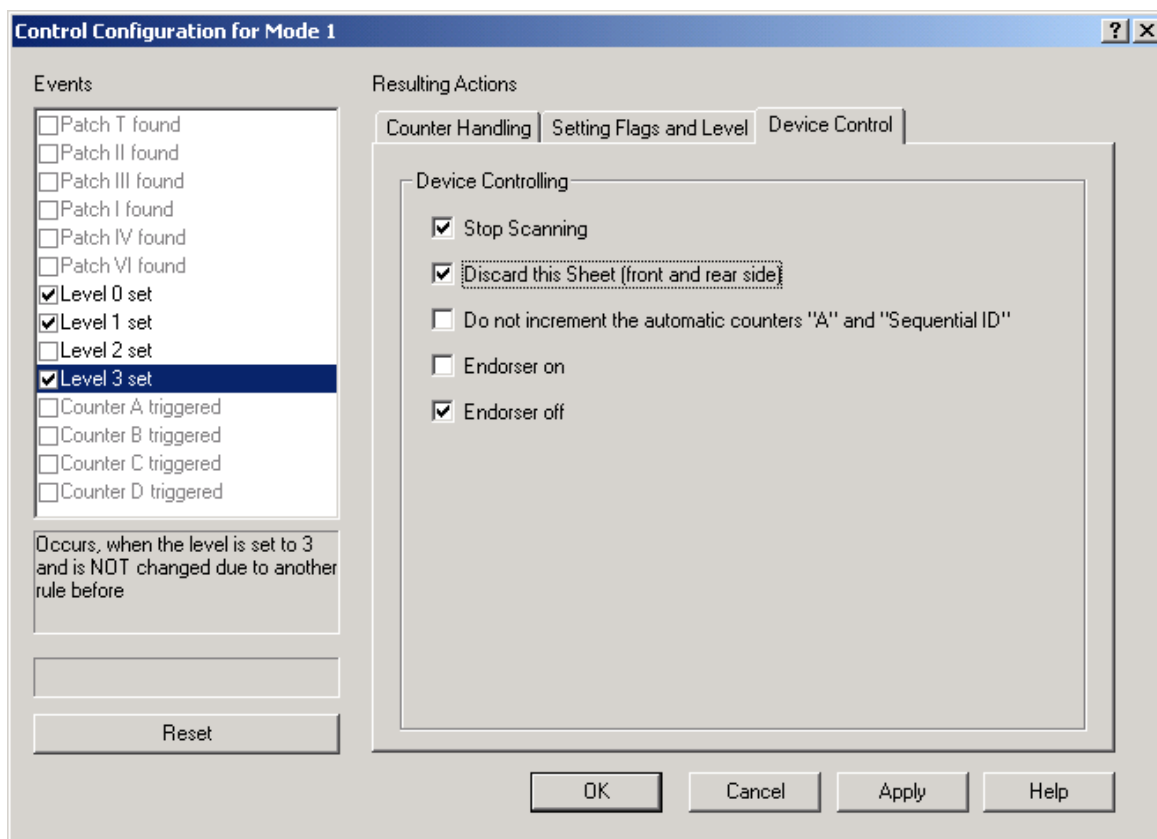 Control Configuration for Mode 1
Events
Patch T found
Patch II found
Patch III found
Patch I found
Patch IV found
Patch VI found
Level 0 set
Level 1 set
Level 2 set
Level 3 set
Counter A triggered
Counter B triggered
Counter C triggered
Counter D triggered
Occurs, when the level is set to 3
and is NOT changed due to another
rule before
Reset
Resulting Actions
Counter Handling
Setting Flags and Level
Device Control
Device Controlling
Stop Scanning
Discard this Sheet (front and rear side)
Do not increment the automatic counters "A" and "Sequential ID"
Endorser on
Endorser off
OK
Cancel
Apply
Help